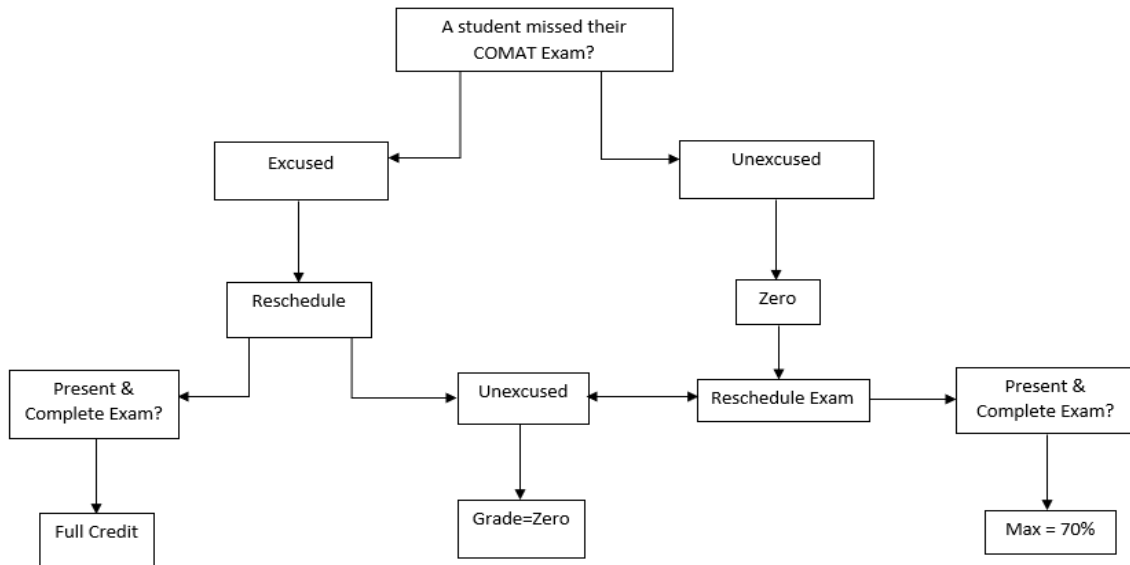 A student missed their
COMAT Exam?
Excused
Unexcused
Reschedule
Zero
Present &
Complete Exam?
Unexcused
Reschedule Exam
Present &
Complete Exam?
Full Credit
Grade=Zero
Max = 70%